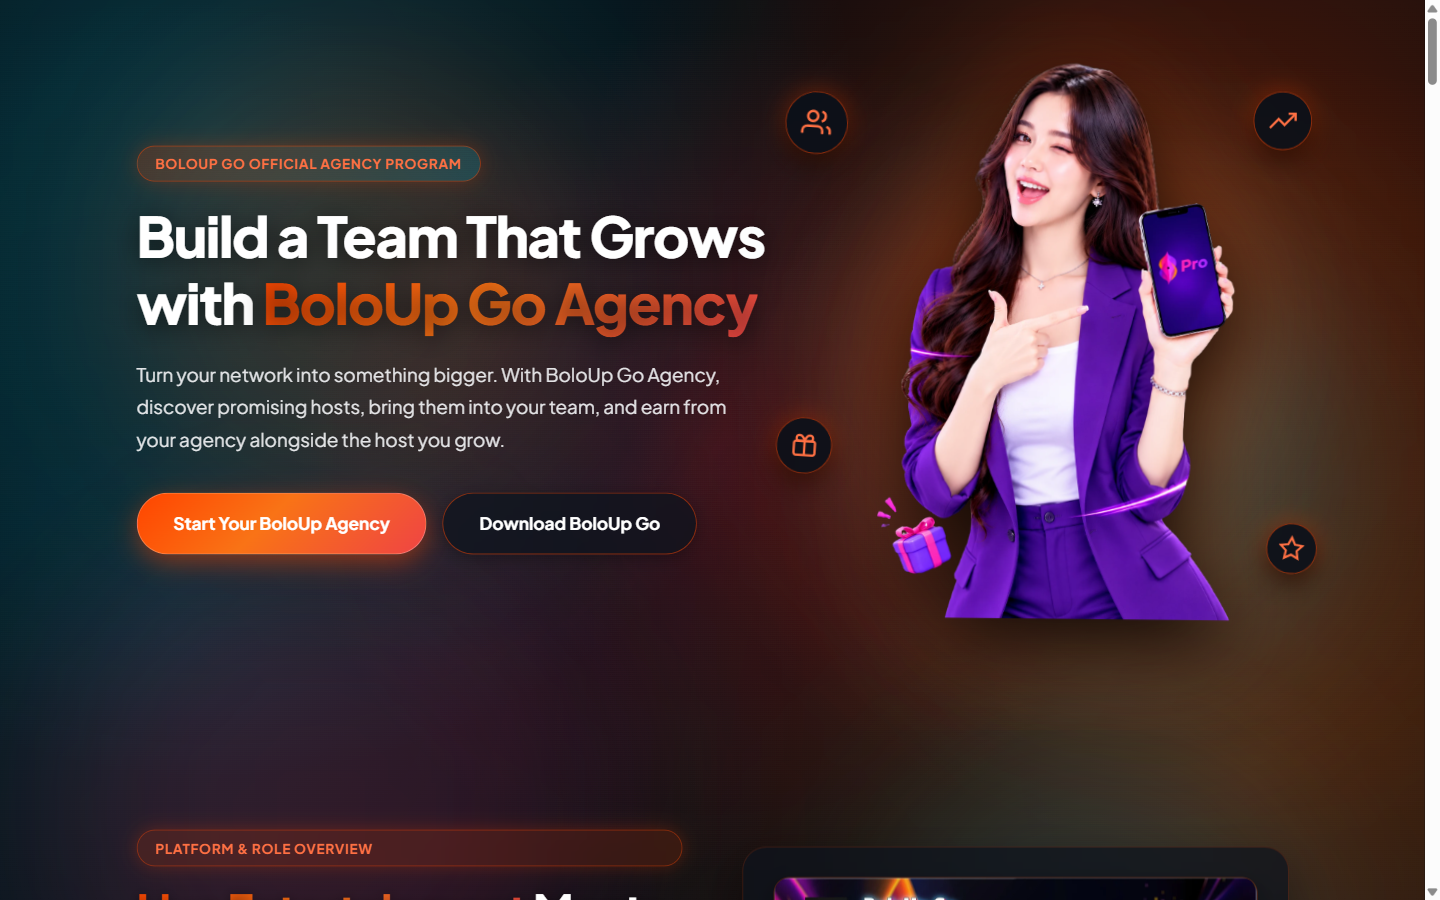 BOLOUP GO OFFICIAL AGENCY PROGRAM
Build a Team That Grows
with BoloUp Go Agency
Turn your network into something bigger. With BoloUp Go Agency,
discover promising hosts, bring them into your team, and earn from
your agency alongside the host you grow.
Start Your BoloUp Agency
Download BoloUp Go
Pro
PLATFORM & ROLE OVERVIEW